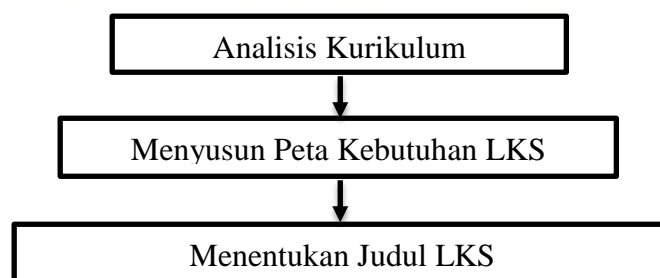 Analisis Kurikulum
Menyusun Peta Kebutuhan LKS
Menentukan Judul LKS